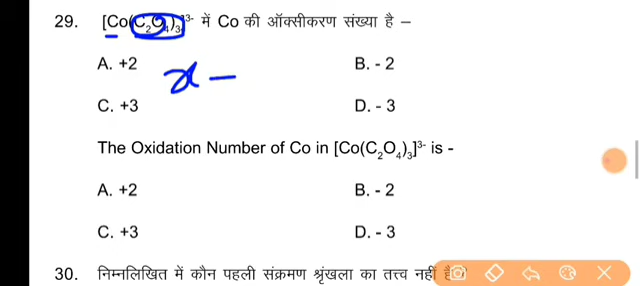 29. [Co(C₂O₄)₃]³⁻ में Co की ऑक्सीकरण संख्या है –
A. +2 B. - 2
x –
C. +3 D. - 3
The Oxidation Number of Co in [Co(C₂O₄)₃]³⁻ is -
A. +2 B. - 2
C. +3 D. - 3
30. निम्नलिखित में कौन पहली संक्रमण श्रृंखला का तत्त्व नहीं है